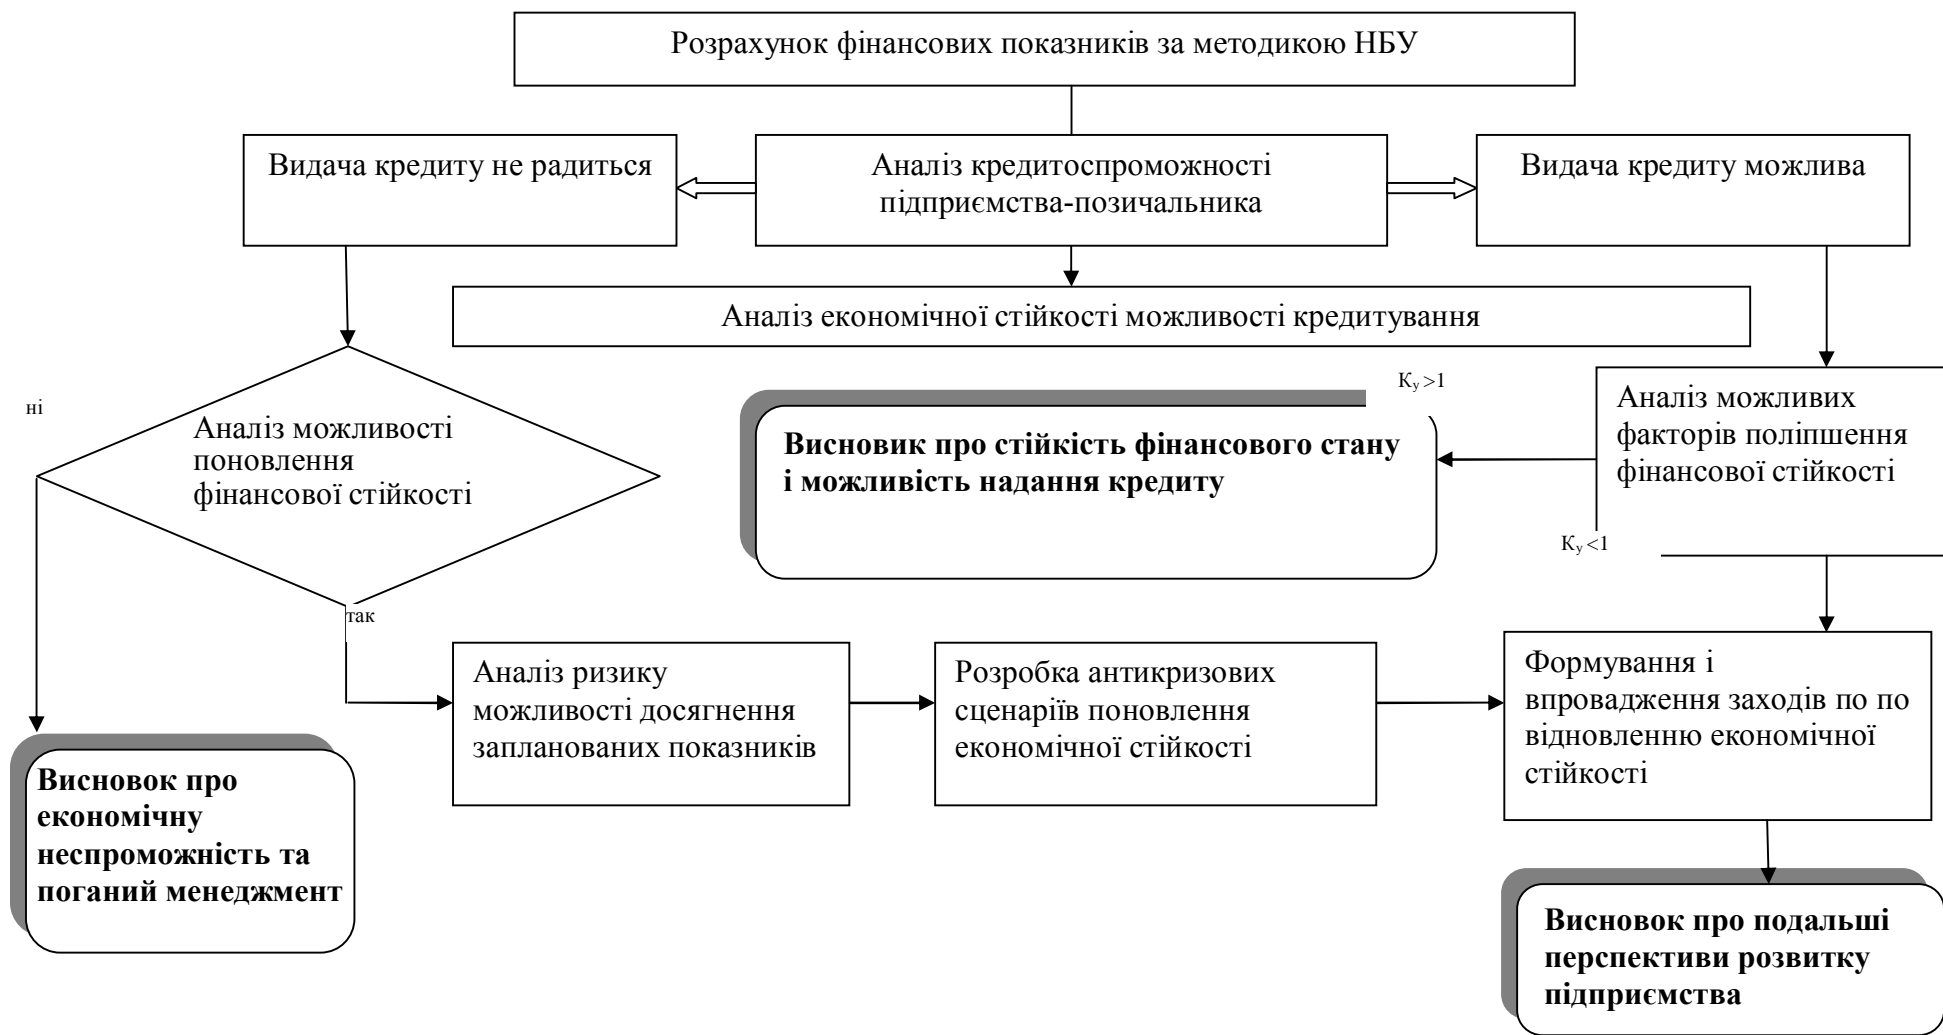 Розрахунок фінансових показників за методикою НБУ
Видача кредиту не радиться
Аналіз кредитоспроможності
підприємства-позичальника
Видача кредиту можлива
Аналіз економічної стійкості можливості кредитування
ні
Аналіз можливості
поновлення
фінансової стійкості
К_у >1
Висновик про стійкість фінансового стану
і можливість надання кредиту
Аналіз можливих
факторів поліпшення
фінансової стійкості
К_у <1
так
Аналіз ризику
можливості досягнення
запланованих показників
Розробка антикризових
сценаріїв поновлення
економічної стійкості
Формування і
впровадження заходів по по
відновленню економічної
стійкості
Висновок про
економічну
неспроможність та
поганий менеджмент
Висновок про подальші
перспективи розвитку
підприємства